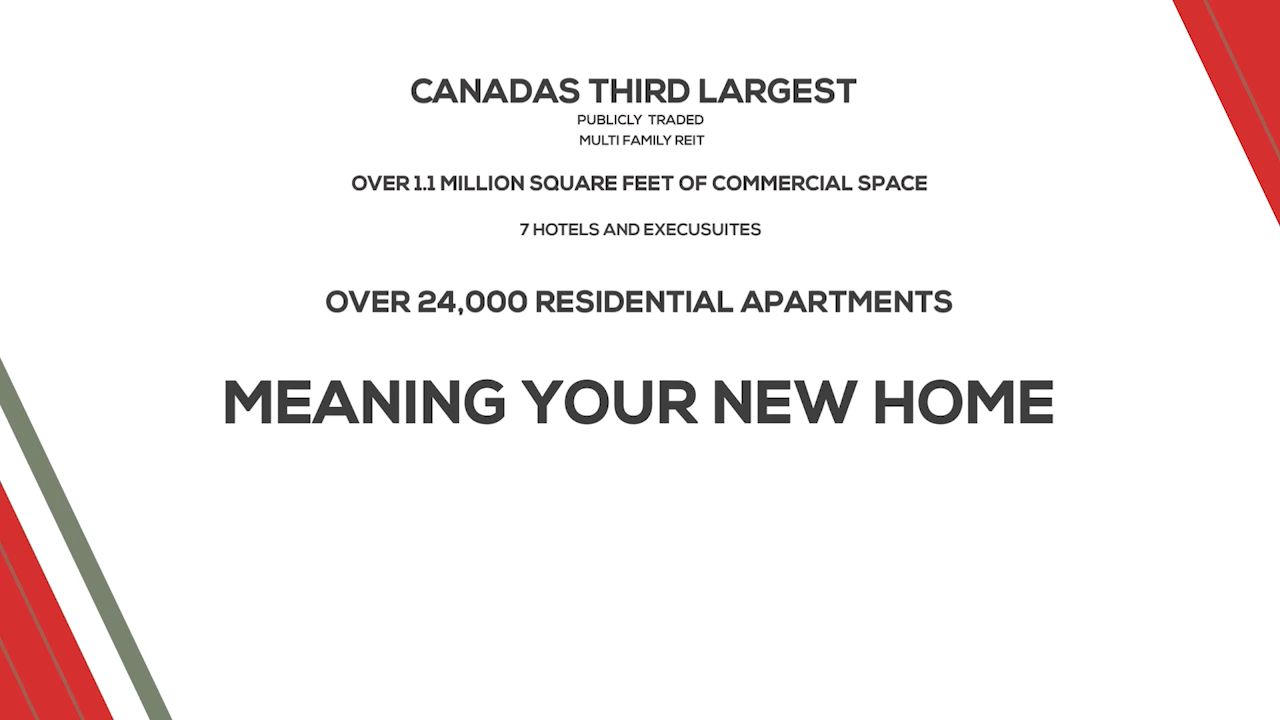 CANADAS THIRD LARGEST
PUBLICLY TRADED
MULTI FAMILY REIT
OVER 1.1 MILLION SQUARE FEET OF COMMERCIAL SPACE
7 HOTELS AND EXECUSUITES
OVER 24,000 RESIDENTIAL APARTMENTS
MEANING YOUR NEW HOME